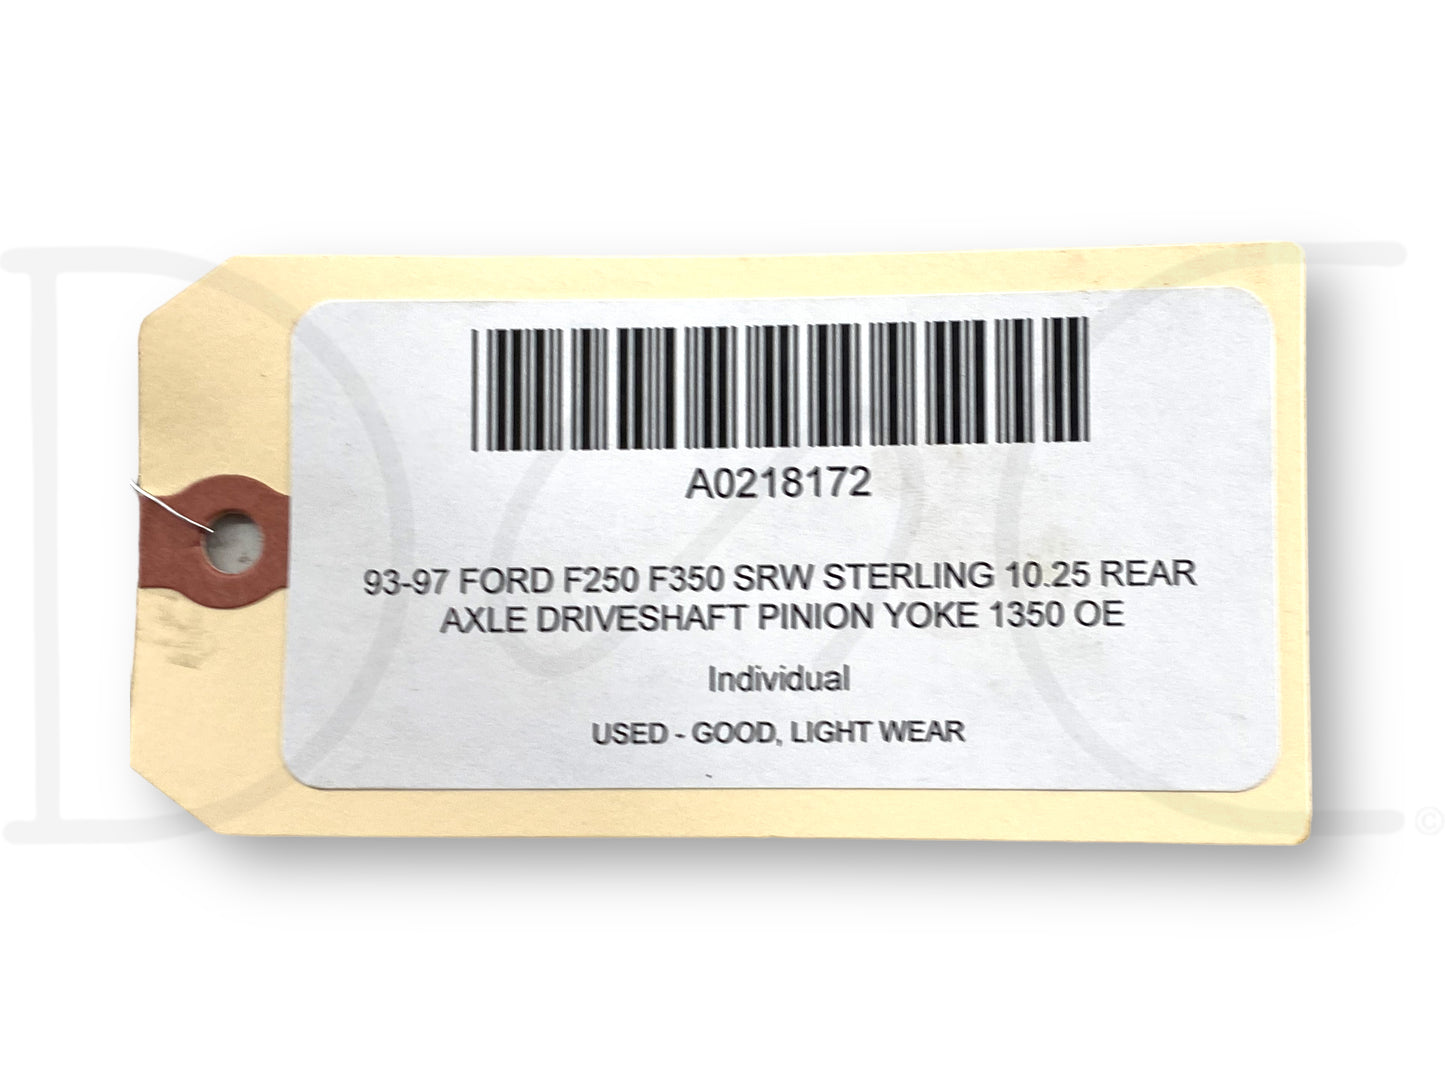 A0218172
93-97 FORD F250 F350 SRW STERLING 10.25 REAR
AXLE DRIVESHAFT PINION YOKE 1350 OE
Individual
USED - GOOD, LIGHT WEAR
©